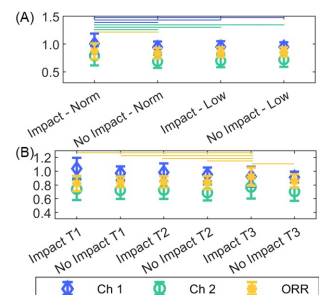 (A)
1.5
1.0
0.5
Impact - Norm
No Impact - Norm
Impact - Low
No Impact - Low
(B)
1.2
1.0
0.8
0.6
0.4
Impact T1
No Impact T1
Impact T2
No Impact T2
Impact T3
No Impact T3
Ch 1
Ch 2
ORR